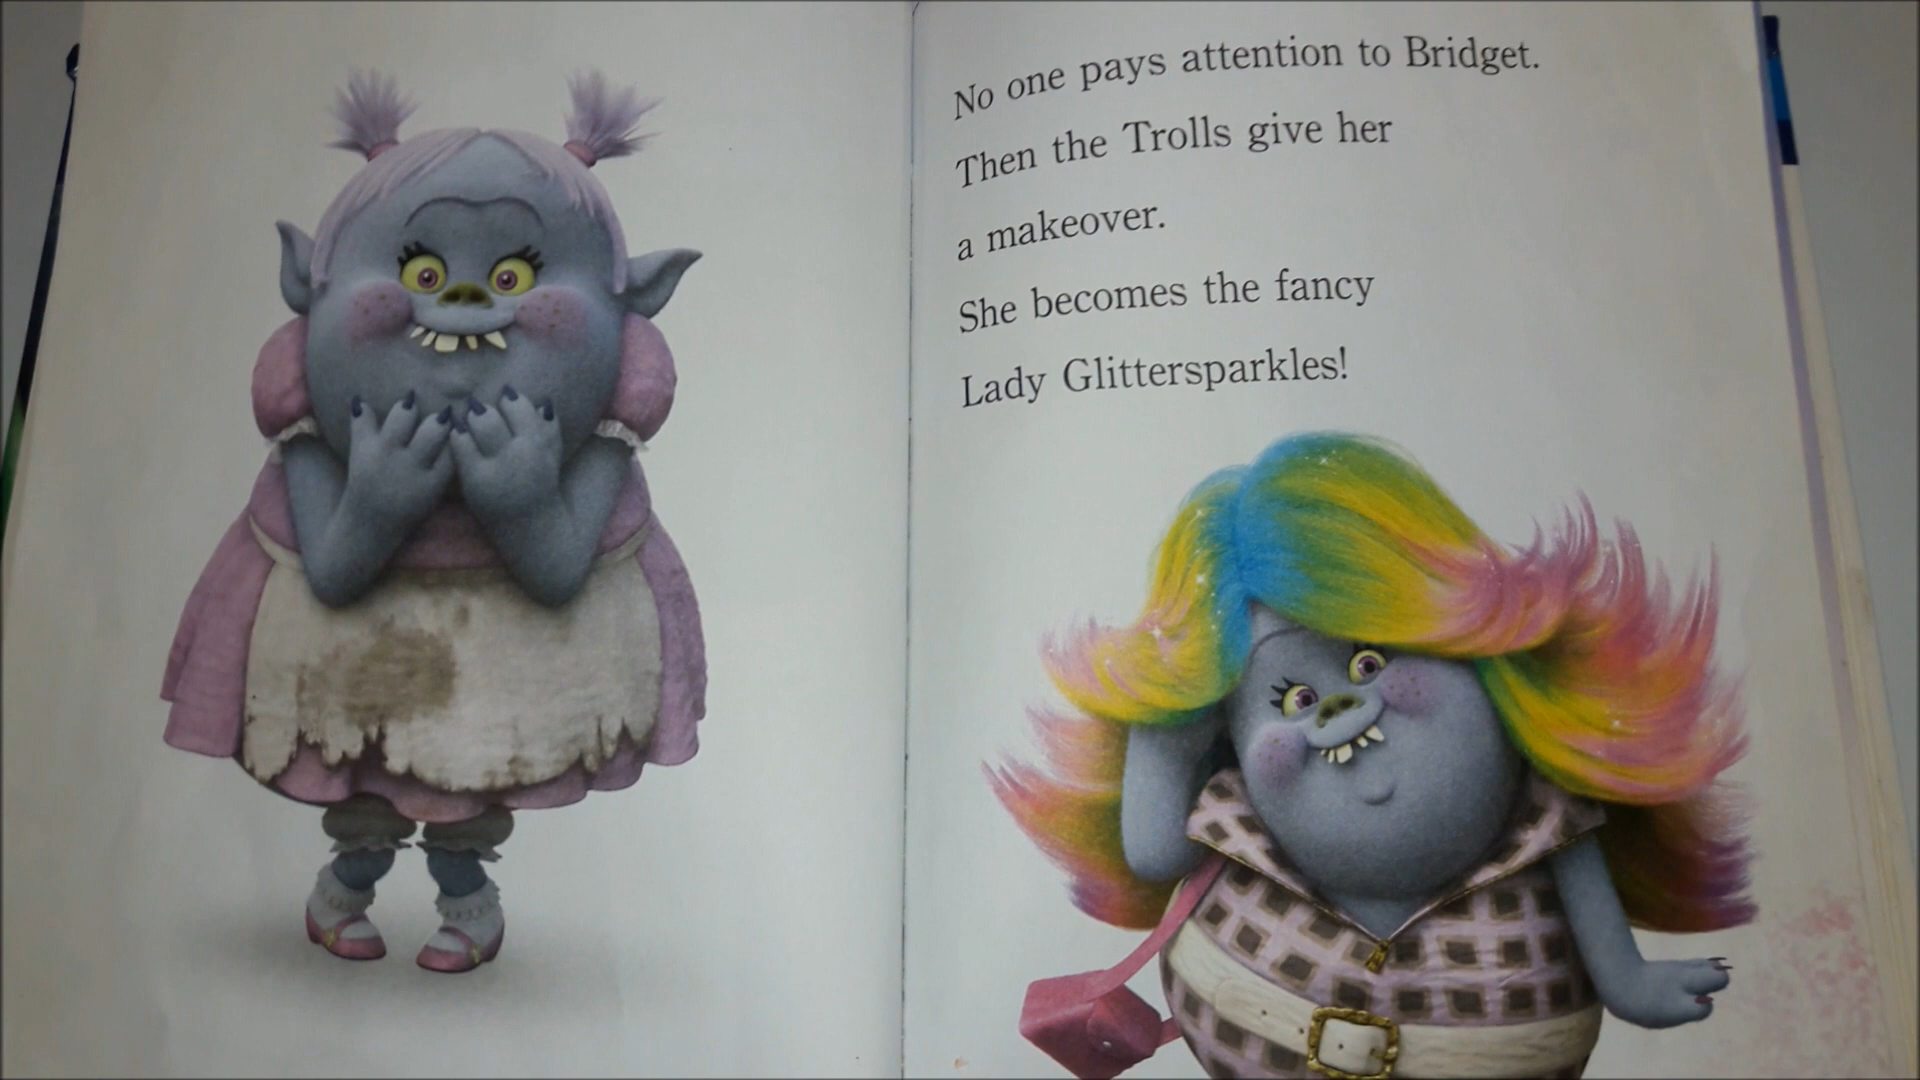 No one pays attention to Bridget.
Then the Trolls give her
a makeover.
She becomes the fancy
Lady Glittersparkles!